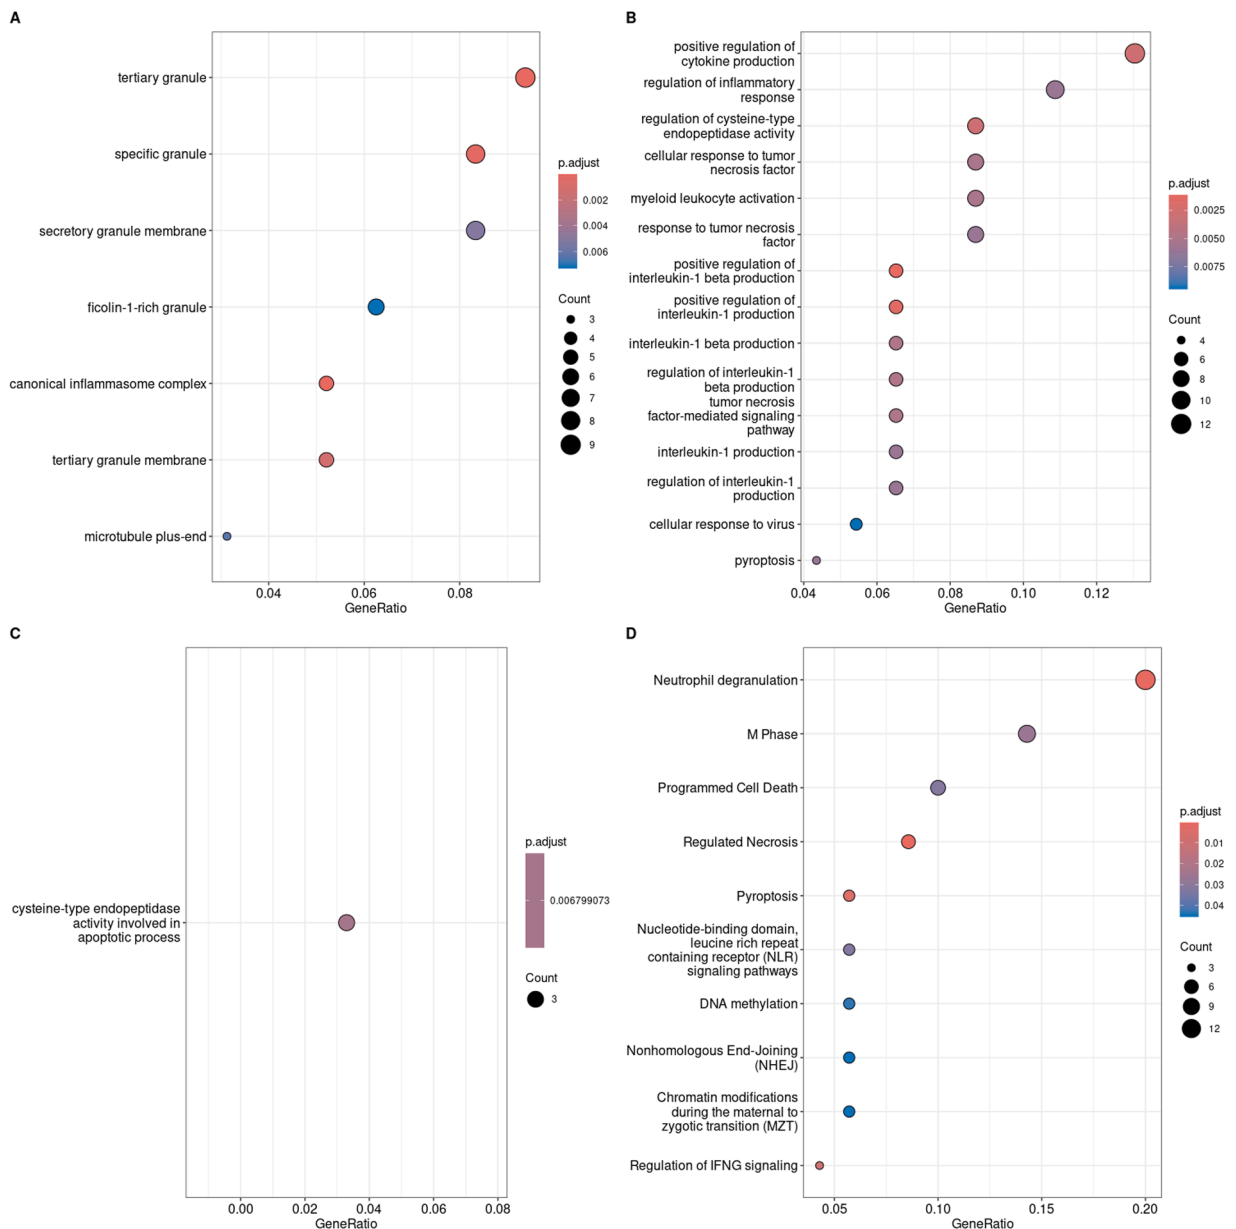 A
tertiary granule
specific granule
secretory granule membrane
ficolin-1-rich granule
canonical inflammasome complex
tertiary granule membrane
microtubule plus-end
0.04
0.06
0.08
GeneRatio
p.adjust
0.002
0.004
0.006
Count
3
4
5
6
7
8
9
B
positive regulation of
cytokine production
regulation of inflammatory
response
regulation of cysteine-type
endopeptidase activity
cellular response to tumor
necrosis factor
myeloid leukocyte activation
response to tumor necrosis
factor
positive regulation of
interleukin-1 beta production
positive regulation of
interleukin-1 production
interleukin-1 beta production
regulation of interleukin-1
beta production
tumor necrosis
factor-mediated signaling
pathway
interleukin-1 production
regulation of interleukin-1
production
cellular response to virus
pyroptosis
0.04
0.06
0.08
0.10
0.12
GeneRatio
p.adjust
0.0025
0.0050
0.0075
Count
4
6
8
10
12
C
cysteine-type endopeptidase
activity involved in
apoptotic process
0.00
0.02
0.04
0.06
0.08
GeneRatio
p.adjust
0.006799073
Count
3
D
Neutrophil degranulation
M Phase
Programmed Cell Death
Regulated Necrosis
Pyroptosis
Nucleotide-binding domain,
leucine rich repeat
containing receptor (NLR)
signaling pathways
DNA methylation
Nonhomologous End-Joining
(NHEJ)
Chromatin modifications
during the maternal to
zygotic transition (MZT)
Regulation of IFNG signaling
0.05
0.10
0.15
0.20
GeneRatio
p.adjust
0.01
0.02
0.03
0.04
Count
3
6
9
12